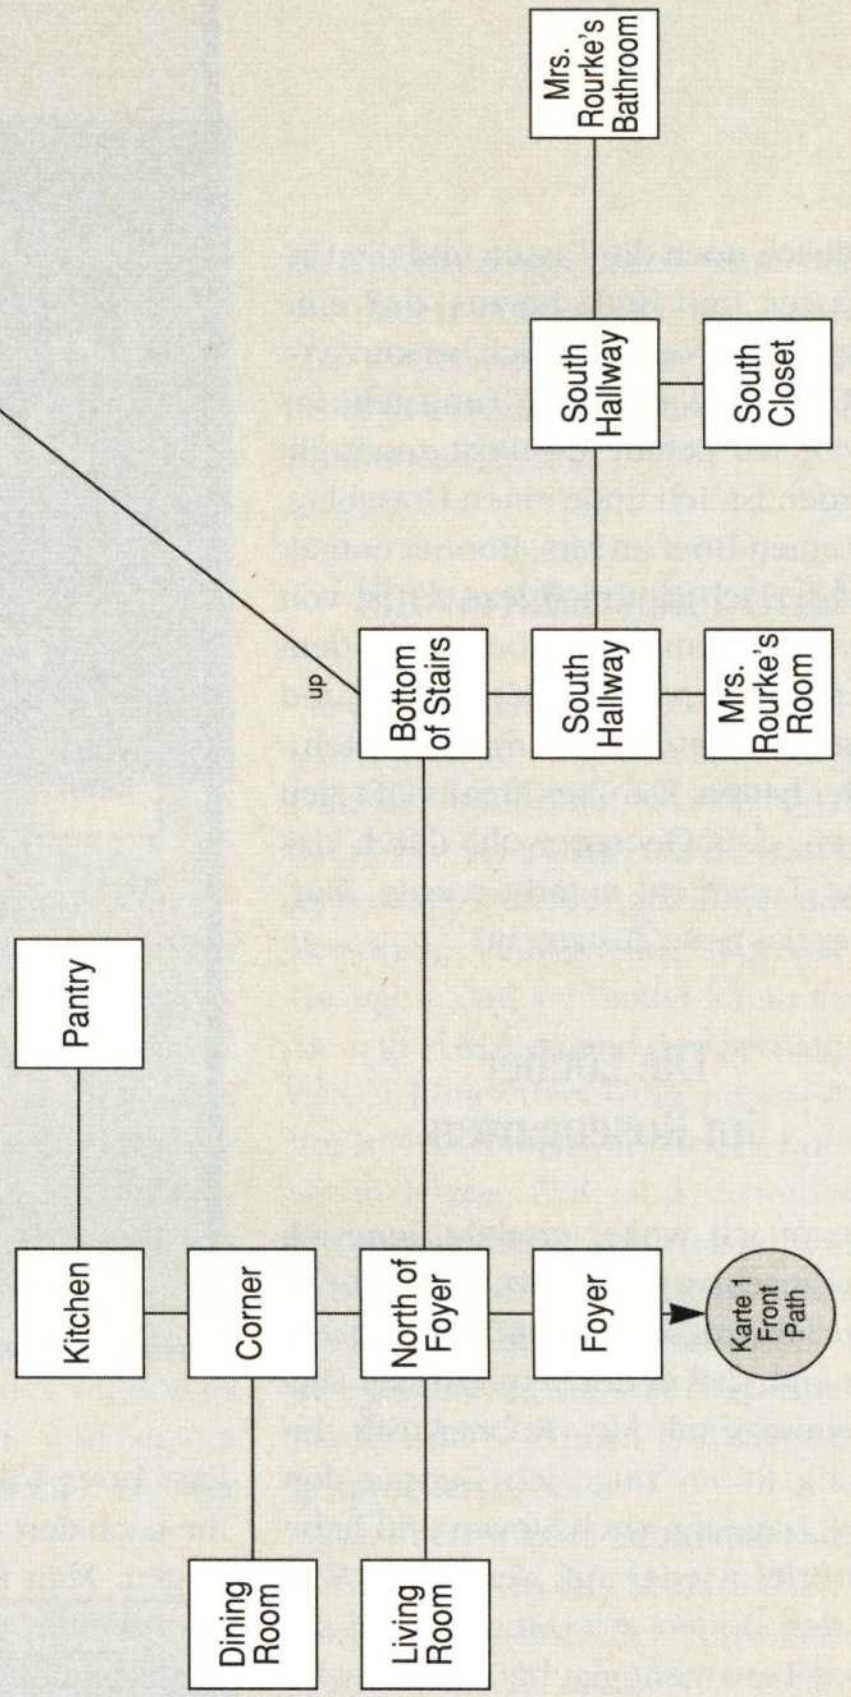 Kitchen
Pantry
Dining
Room
Corner
Living
Room
North of
Foyer
Bottom
of Stairs
up
Foyer
South
Hallway
South
Hallway
Mrs.
Rourke's
Bathroom
Karte 1
Front
Path
Mrs.
Rourke's
Room
South
Closet